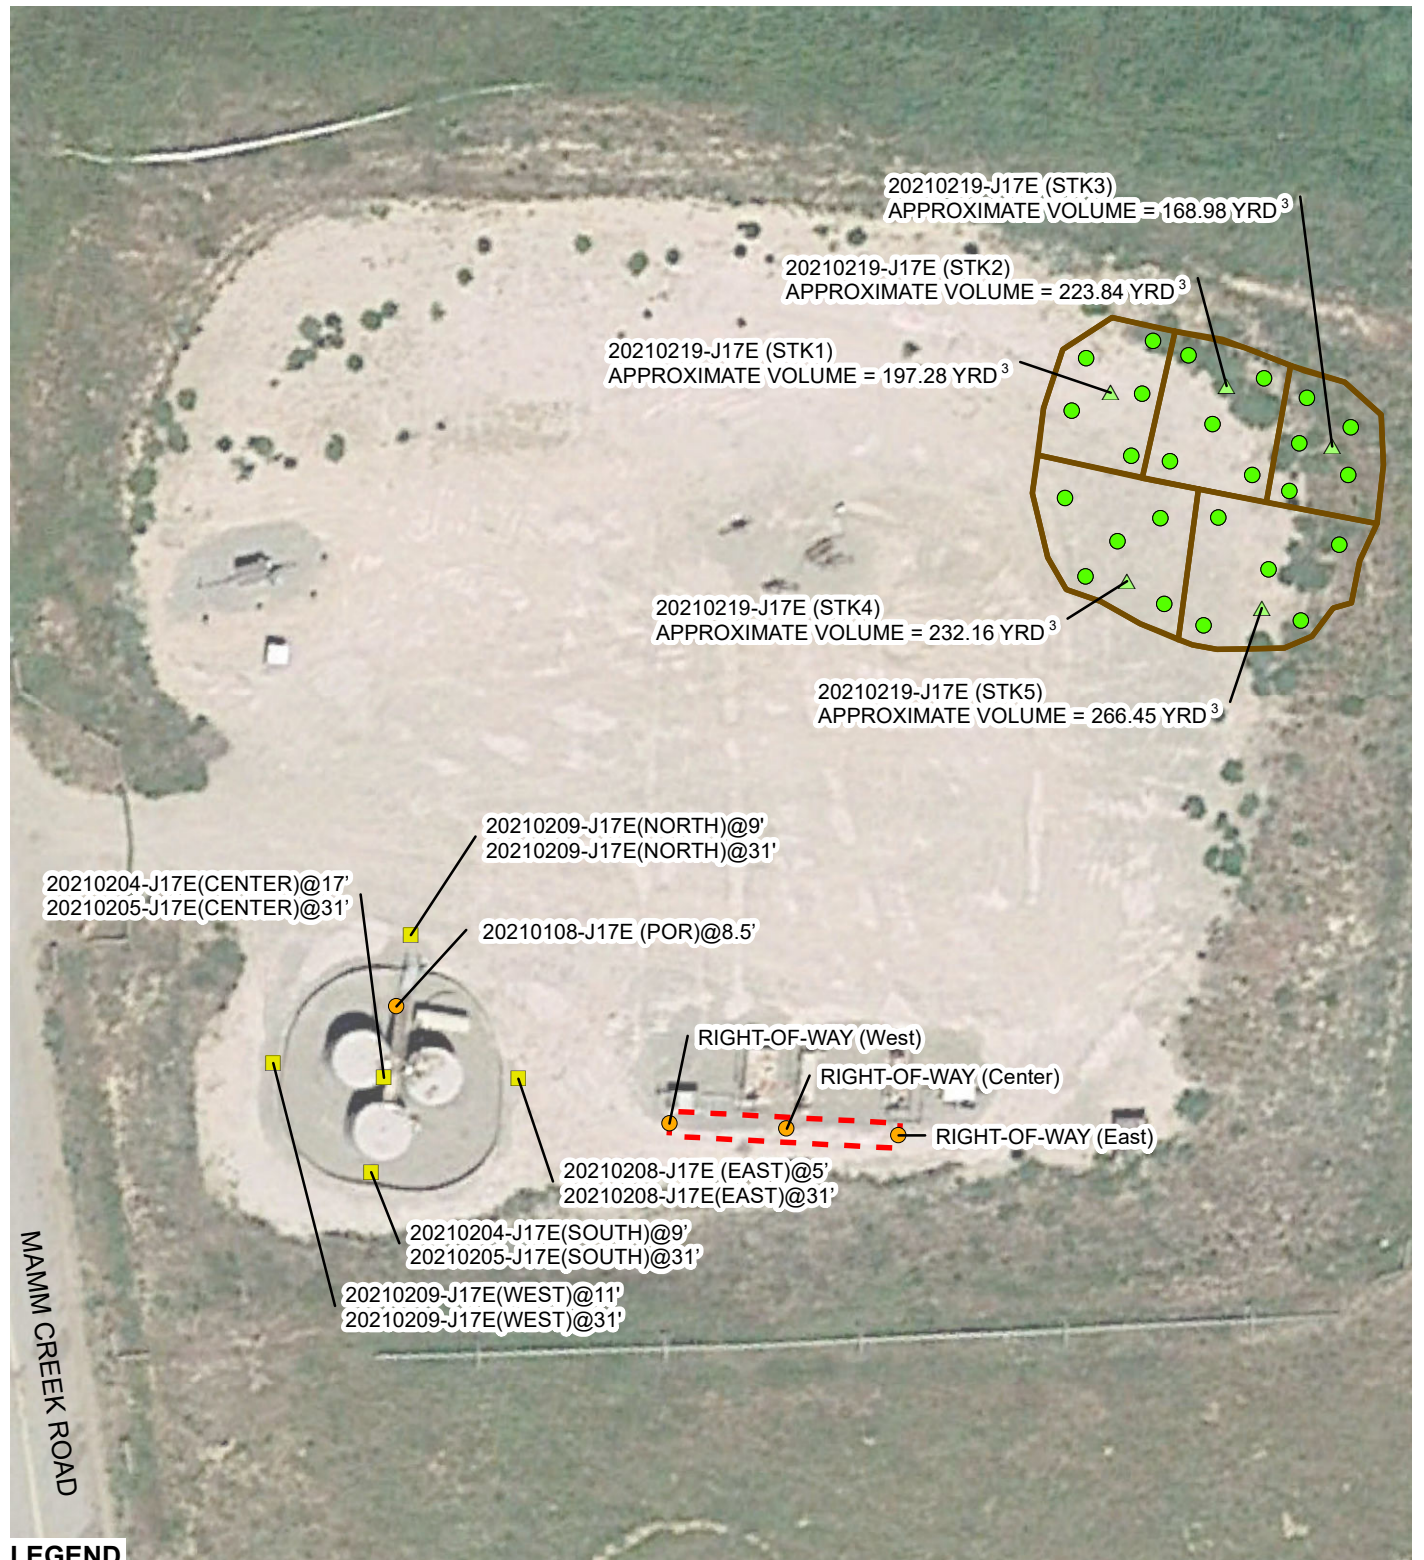 20210219-J17E (STK3)
APPROXIMATE VOLUME = 168.98 YRD³
20210219-J17E (STK2)
APPROXIMATE VOLUME = 223.84 YRD³
20210219-J17E (STK1)
APPROXIMATE VOLUME = 197.28 YRD³
20210219-J17E (STK4)
APPROXIMATE VOLUME = 232.16 YRD³
20210219-J17E (STK5)
APPROXIMATE VOLUME = 266.45 YRD³
20210209-J17E(NORTH)@9'
20210209-J17E(NORTH)@31'
20210204-J17E(CENTER)@17’
20210205-J17E(CENTER)@31’
20210108-J17E (POR)@8.5’
RIGHT-OF-WAY (West)
RIGHT-OF-WAY (Center)
RIGHT-OF-WAY (East)
20210208-J17E (EAST)@5’
20210208-J17E(EAST)@31’
20210204-J17E(SOUTH)@9’
20210205-J17E(SOUTH)@31’
20210209-J17E(WEST)@11'
20210209-J17E(WEST)@31'
MAMM CREEK ROAD
LEGEND